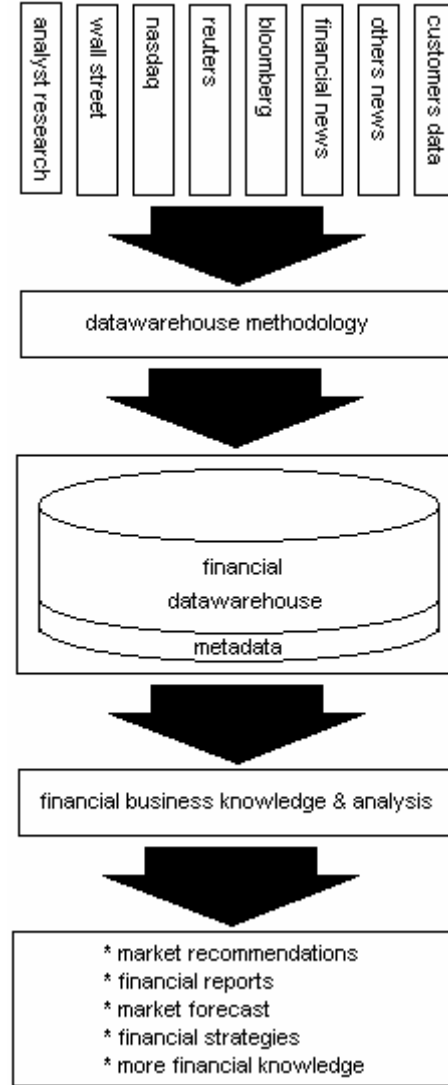 analyst research
wall street
nasdaq
reuters
bloomberg
financial news
others news
customers data
datawarehouse methodology
financial
datawarehouse
metadata
financial business knowledge & analysis
* market recommendations
* financial reports
* market forecast
* financial strategies
* more financial knowledge